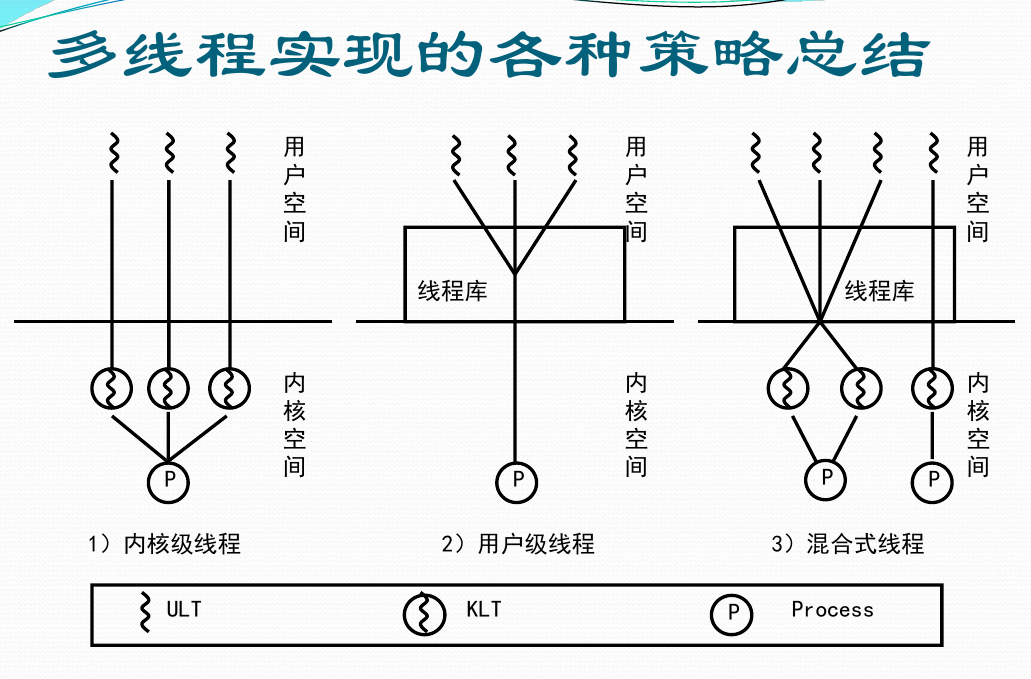 多线程实现的各种策略总结
用户空间
用户空间
用户空间
线程库
线程库
内核空间
内核空间
内核空间
P
P
P
P
1）内核级线程
2）用户级线程
3）混合式线程
ULT
KLT
P
Process